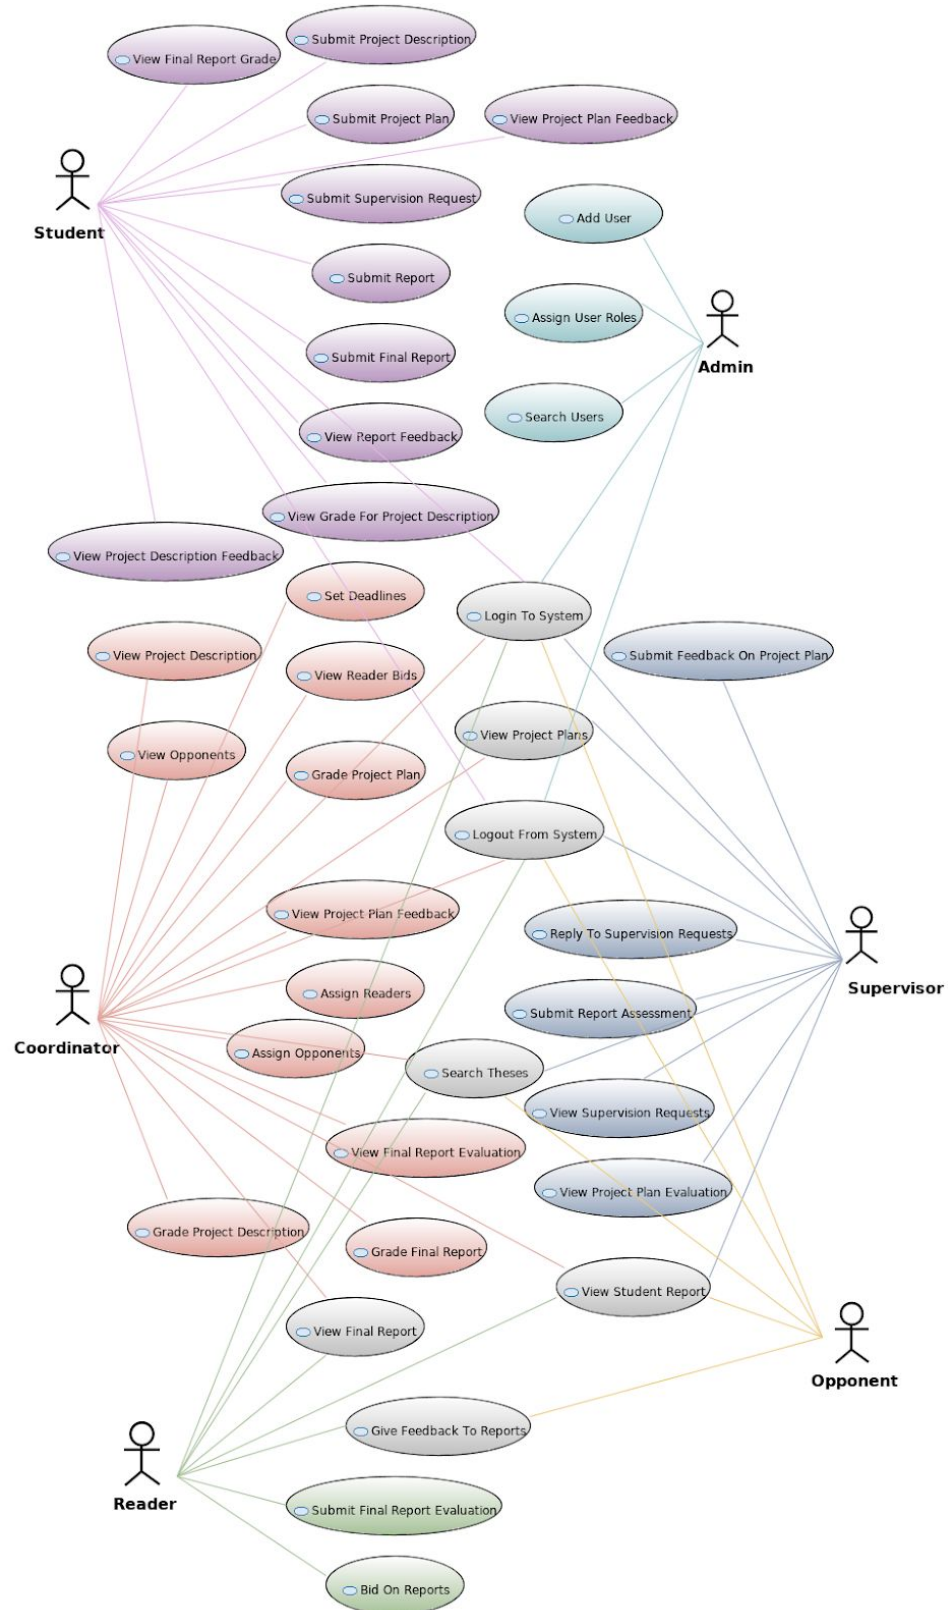 Submit Project Description
View Final Report Grade
Submit Project Plan
View Project Plan Feedback
Submit Supervision Request
Add User
Student
Submit Report
Assign User Roles
Submit Final Report
Admin
Search Users
View Report Feedback
View Grade For Project Description
View Project Description Feedback
Set Deadlines
Login To System
View Project Description
Submit Feedback On Project Plan
View Reader Bids
View Project Plans
View Opponents
Grade Project Plan
Logout From System
View Project Plan Feedback
Reply To Supervision Requests
Supervisor
Assign Readers
Submit Report Assessment
Coordinator
Assign Opponents
Search Theses
View Supervision Requests
View Final Report Evaluation
View Project Plan Evaluation
Grade Project Description
Grade Final Report
View Student Report
View Final Report
Opponent
Give Feedback To Reports
Reader
Submit Final Report Evaluation
Bid On Reports